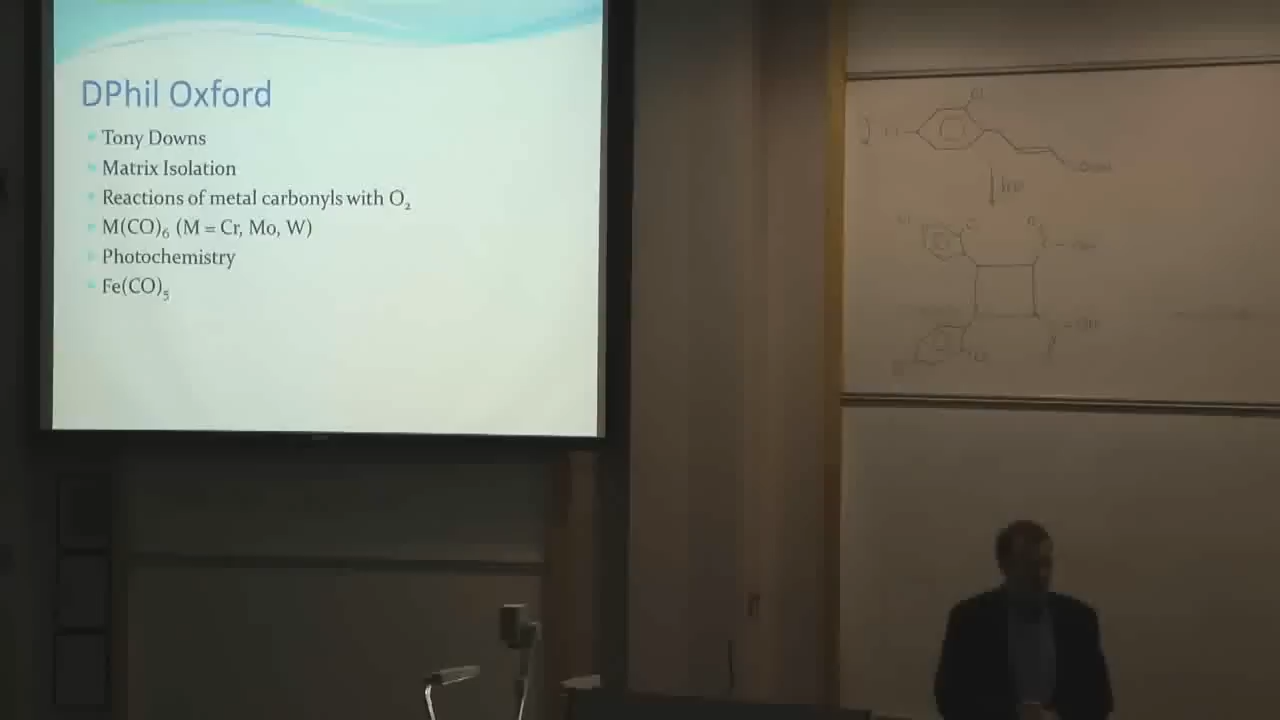 DPhil Oxford
Tony Downs
Matrix Isolation
Reactions of metal carbonyls with O₂
M(CO)₆ (M = Cr, Mo, W)
Photochemistry
Fe(CO)₅